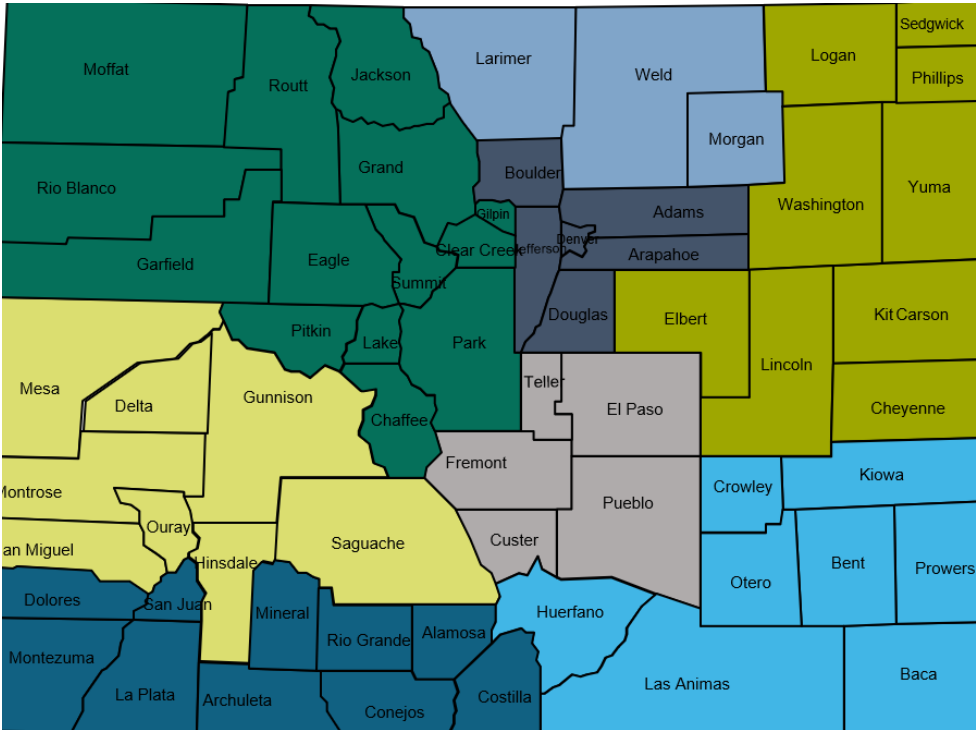 Sedgwick
Logan
Larimer
Moffat
Jackson
Weld
Phillips
Routt
Morgan
Grand
Boulder
Rio Blanco
Yuma
Washington
Gilpin
Adams
Denver
Clear Creek
Jefferson
Arapahoe
Eagle
Garfield
Summit
Douglas
Kit Carson
Elbert
Pitkin
Lake
Park
Lincoln
Teller
Mesa
Gunnison
Delta
El Paso
Cheyenne
Chaffee
Fremont
Kiowa
Crowley
Montrose
Pueblo
Ouray
Custer
Saguache
an Miguel
Hinsdale
Bent
Prowers
Otero
Dolores
San Juan
Mineral
Huerfano
Alamosa
Rio Grande
Montezuma
Baca
Las Animas
La Plata
Archuleta
Costilla
Conejos